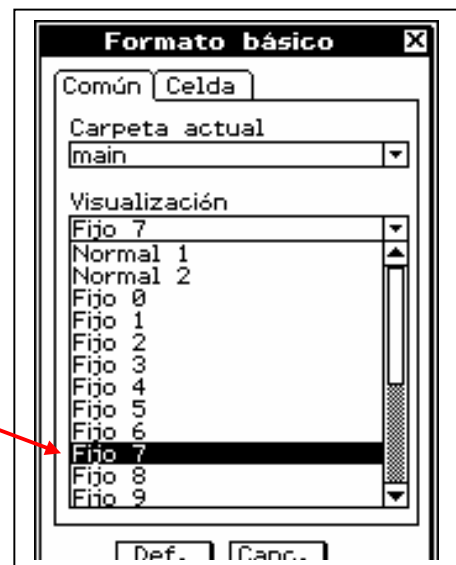 Formato básico X
Común Celda
Carpeta actual
main
Visualización
Fijo 7
Normal 1
Normal 2
Fijo 0
Fijo 1
Fijo 2
Fijo 3
Fijo 4
Fijo 5
Fijo 6
Fijo 7
Fijo 8
Fijo 9
Def. Canc.